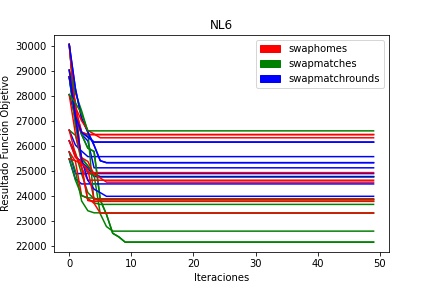 NL6
Resultado Función Objetivo
30000
29000
28000
27000
26000
25000
24000
23000
22000
swaphomes
swapmatches
swapmatchrounds
0 10 20 30 40 50
Iteraciones